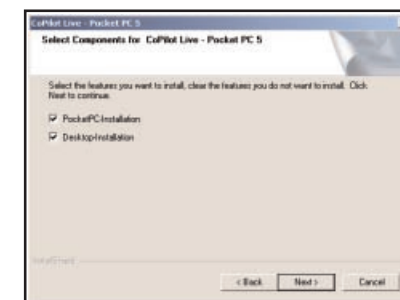 CoPilot Live - Pocket PC 5
Select Components for CoPilot Live - Pocket PC 5
Select the features you want to install, clear the features you do not want to install. Click
Next to continue.
PocketPC-Installation
Desktop-Installation
InstallShield
< Back
Next >
Cancel